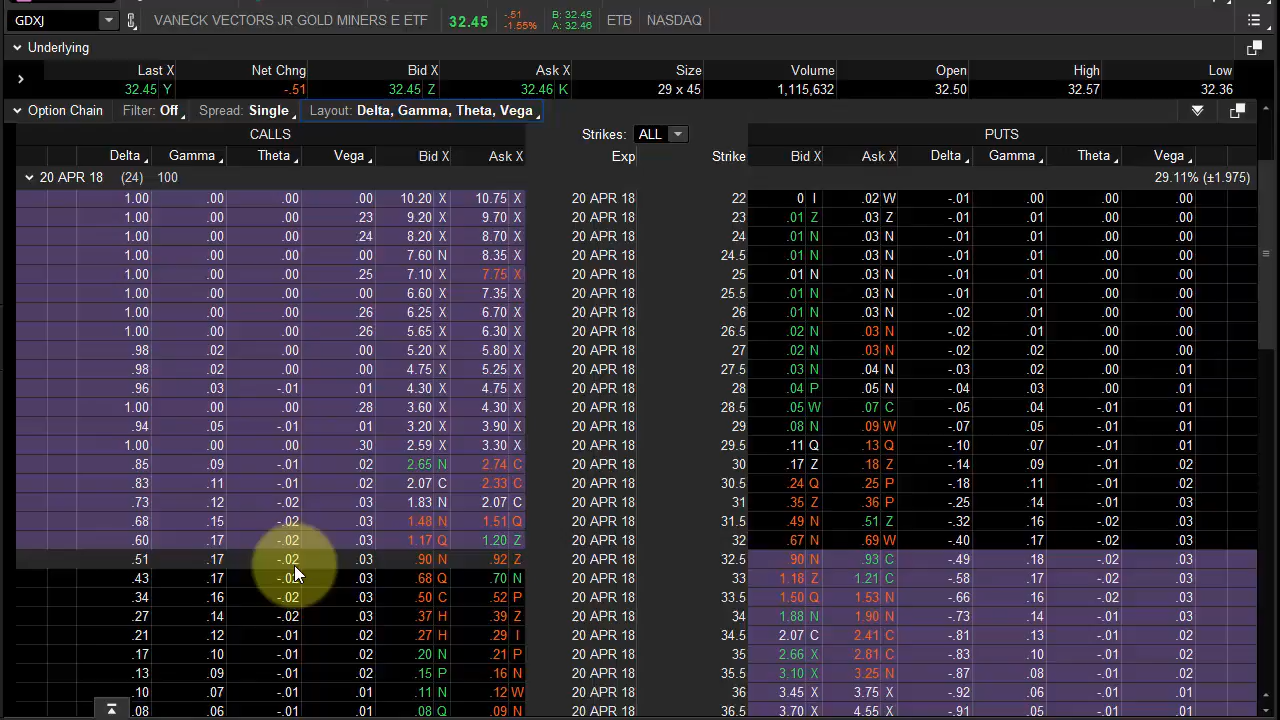 GDXJ VANECK VECTORS JR GOLD MINERS E ETF 32.45 -.51 -1.55% B: 32.45 A: 32.46 ETB NASDAQ
Underlying
Last X Net Chng Bid X Ask X Size Volume Open High Low
32.45 Y -.51 32.45 Z 32.46 K 29 x 45 1,115,632 32.50 32.57 32.36
Option Chain Filter: Off Spread: Single Layout: Delta, Gamma, Theta, Vega
CALLS Strikes: ALL PUTS
Delta Gamma Theta Vega Bid X Ask X Exp Strike Bid X Ask X Delta Gamma Theta Vega
20 APR 18 (24) 100 29.11% (±1.975)
1.00 .00 .00 .00 10.20 X 10.75 X 20 APR 18 22 0 I .02 W -.01 .00 .00 .00
1.00 .00 .00 .23 9.20 X 9.70 X 20 APR 18 23 .01 Z .03 Z -.01 .01 .00 .00
1.00 .00 .00 .24 8.20 X 8.70 X 20 APR 18 24 .01 N .03 N -.01 .01 .00 .00
1.00 .00 .00 .00 7.60 N 8.35 X 20 APR 18 24.5 .01 N .03 N -.01 .01 .00 .00
1.00 .00 .00 .25 7.10 X 7.75 X 20 APR 18 25 .01 N .03 N -.01 .01 .00 .00
1.00 .00 .00 .00 6.60 X 7.35 X 20 APR 18 25.5 .01 N .03 N -.01 .01 .00 .00
1.00 .00 .00 .26 6.25 X 6.70 X 20 APR 18 26 .01 N .03 N -.02 .01 .00 .00
1.00 .00 .00 .26 5.65 X 6.30 X 20 APR 18 26.5 .02 N .03 N -.02 .01 .00 .00
.98 .02 .00 .00 5.20 X 5.80 X 20 APR 18 27 .02 N .03 N -.02 .02 .00 .00
.98 .03 .00 .00 4.75 X 5.25 X 20 APR 18 27.5 .03 N .04 N -.03 .02 .00 .00
.96 .03 -.01 .01 4.30 X 4.75 X 20 APR 18 28 .04 P .05 N -.04 .03 .00 .01
1.00 .00 .00 .28 3.60 X 4.30 X 20 APR 18 28.5 .05 W .07 C -.05 .04 -.01 .01
.94 .05 -.01 .01 3.20 X 3.90 X 20 APR 18 29 .08 N .09 W -.07 .05 -.01 .01
1.00 .00 .00 .30 2.59 X 3.30 X 20 APR 18 29.5 .11 Q .13 Q -.10 .07 -.01 .01
.85 .09 -.01 .02 2.65 N 2.74 C 20 APR 18 30 .17 Z .18 Z -.14 .09 -.01 .02
.83 .11 -.01 .02 2.07 C 2.33 C 20 APR 18 30.5 .24 Q .25 P -.18 .11 -.01 .02
.73 .12 -.02 .03 1.83 N 2.07 C 20 APR 18 31 .35 Z .36 P -.25 .14 -.01 .03
.68 .15 -.02 .03 1.48 N 1.51 Q 20 APR 18 31.5 .49 N .51 Z -.32 .16 -.02 .03
.60 .17 -.02 .03 1.17 Q 1.20 Z 20 APR 18 32 .67 N .69 W -.40 .17 -.02 .03
.51 .17 -.02 .03 .90 N .92 Z 20 APR 18 32.5 .90 N .93 C -.49 .18 -.02 .03
.43 .17 -.02 .03 .68 Q .70 N 20 APR 18 33 1.18 Z 1.21 C -.58 .17 -.02 .03
.34 .16 -.02 .03 .50 C .52 P 20 APR 18 33.5 1.50 Q 1.53 N -.66 .16 -.02 .03
.27 .14 -.02 .03 .37 H .39 Z 20 APR 18 34 1.88 N 1.90 N -.73 .14 -.01 .03
.21 .12 -.01 .02 .27 H .29 I 20 APR 18 34.5 2.07 C 2.41 C -.81 .13 -.01 .02
.17 .10 -.01 .02 .20 N .21 P 20 APR 18 35 2.66 X 2.81 C -.83 .10 -.01 .02
.13 .09 -.01 .02 .15 P .16 N 20 APR 18 35.5 3.10 X 3.25 N -.87 .08 -.01 .02
.10 .07 -.01 .01 .11 N .12 W 20 APR 18 36 3.45 X 3.75 X -.92 .06 -.01 .01
.08 .06 -.01 .01 .08 Q .09 N 20 APR 18 36.5 3.70 X 4.55 X -.91 .05 -.01 .01